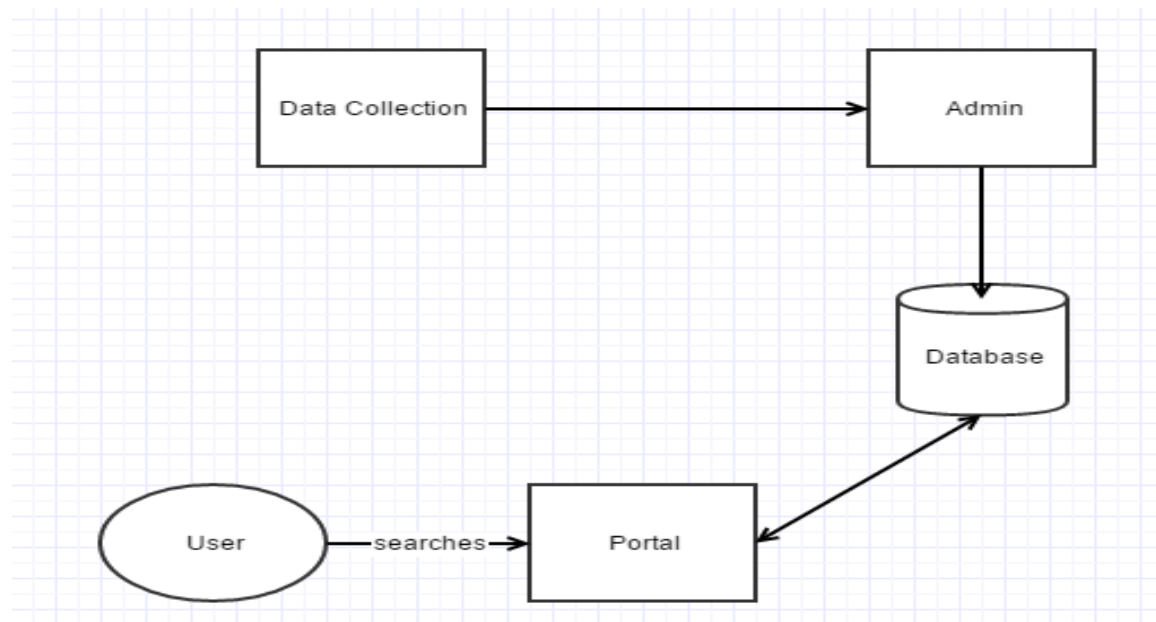 Data Collection
Admin
Database
User
searches
Portal